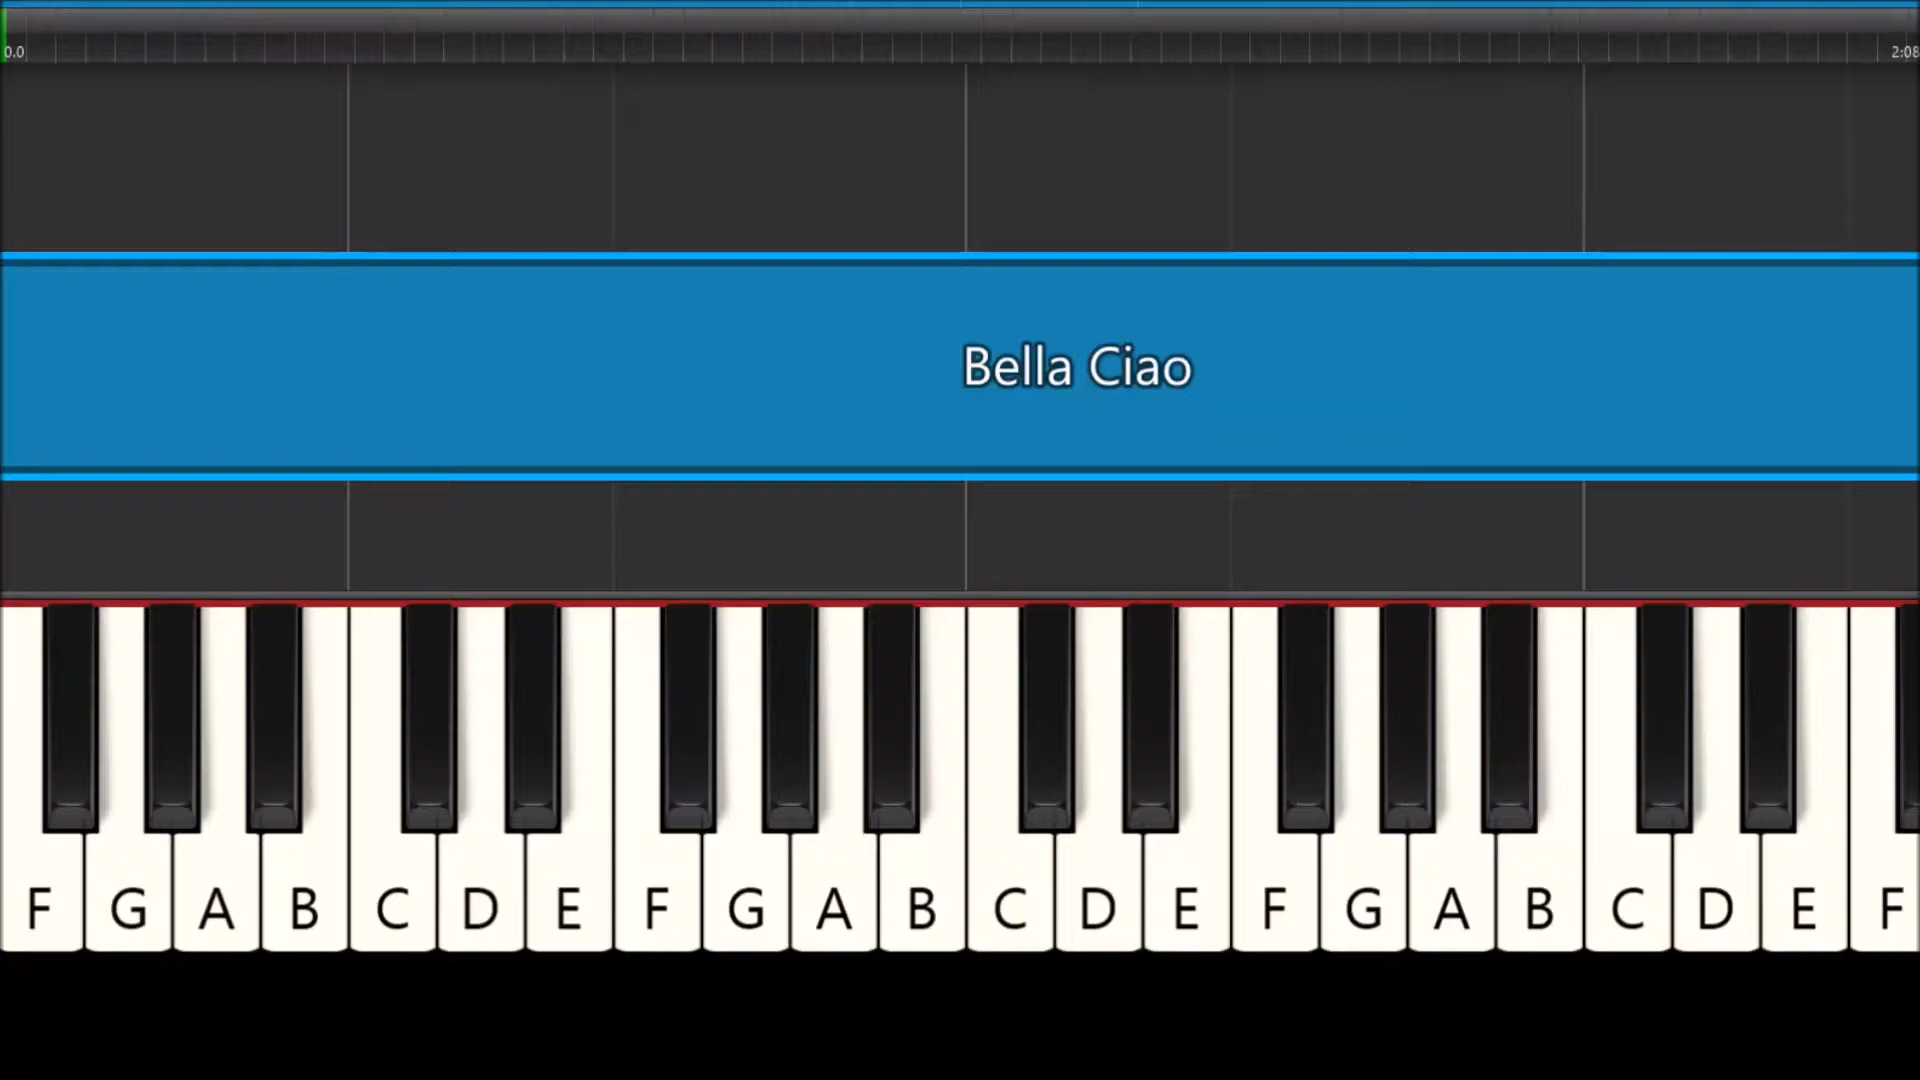 0.0 2:08
Bella Ciao
F G A B C D E F G A B C D E F G A B C D E F